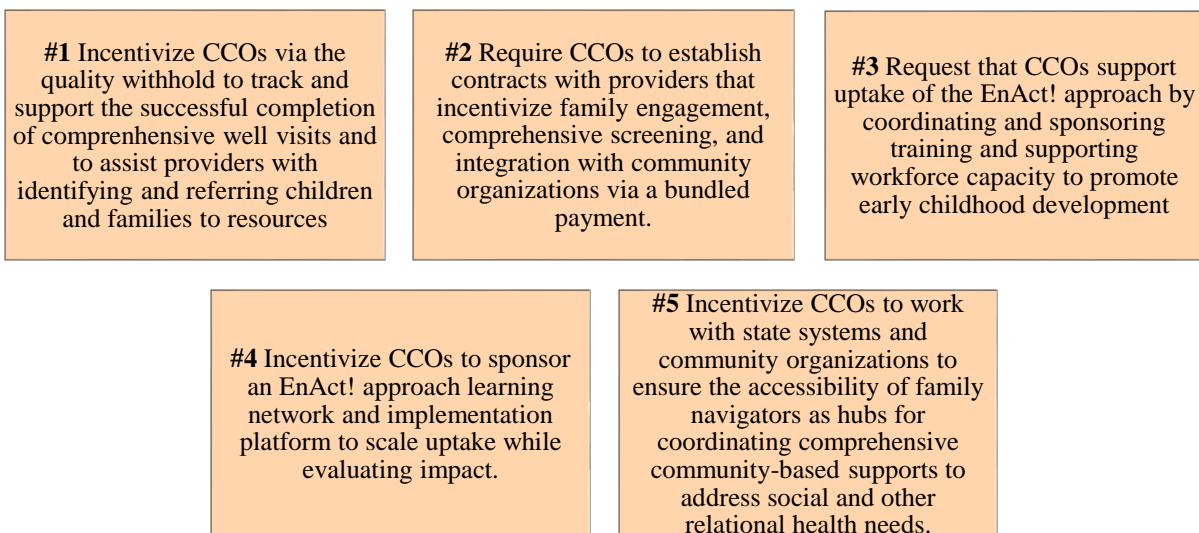 #1 Incentivize CCOs via the
quality withhold to track and
support the successful completion
of comprenhensive well visits and
to assist providers with
identifying and referring children
and families to resources
#2 Require CCOs to establish
contracts with providers that
incentivize family engagement,
comprehensive screening, and
integration with community
organizations via a bundled
payment.
#3 Request that CCOs support
uptake of the EnAct! approach by
coordinating and sponsoring
training and supporting
workforce capacity to promote
early childhood development
#4 Incentivize CCOs to sponsor
an EnAct! approach learning
network and implementation
platform to scale uptake while
evaluating impact.
#5 Incentivize CCOs to work
with state systems and
community organizations to
ensure the accessibility of family
navigators as hubs for
coordinating comprehensive
community-based supports to
address social and other
relational health needs.